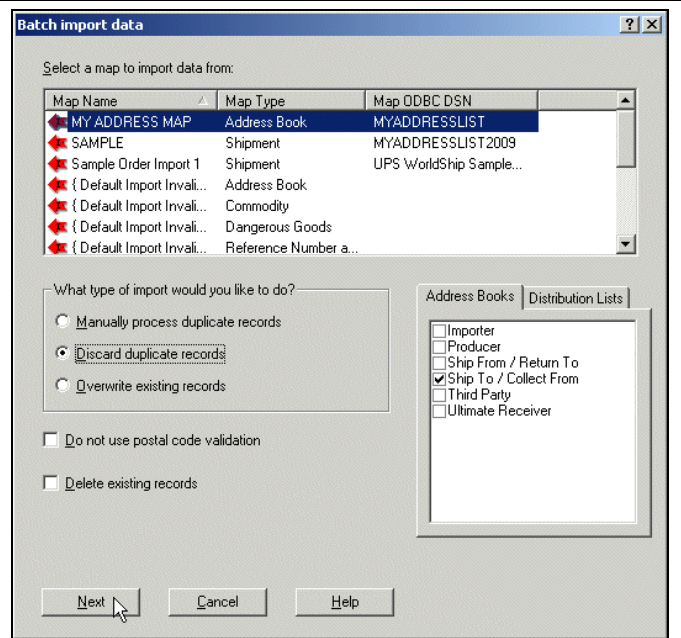 Batch import data
Select a map to import data from:
Map Name Map Type Map ODBC DSN
MY ADDRESS MAP Address Book MYADDRESSLIST
SAMPLE Shipment MYADDRESSLIST2009
Sample Order Import 1 Shipment UPS WorldShip Sample...
{ Default Import Invali... Address Book
{ Default Import Invali... Commodity
{ Default Import Invali... Dangerous Goods
{ Default Import Invali... Reference Number a...
What type of import would you like to do?
Manually process duplicate records
Discard duplicate records
Overwrite existing records
Do not use postal code validation
Delete existing records
Address Books Distribution Lists
Importer
Producer
Ship From / Return To
Ship To / Collect From
Third Party
Ultimate Receiver
Next Cancel Help